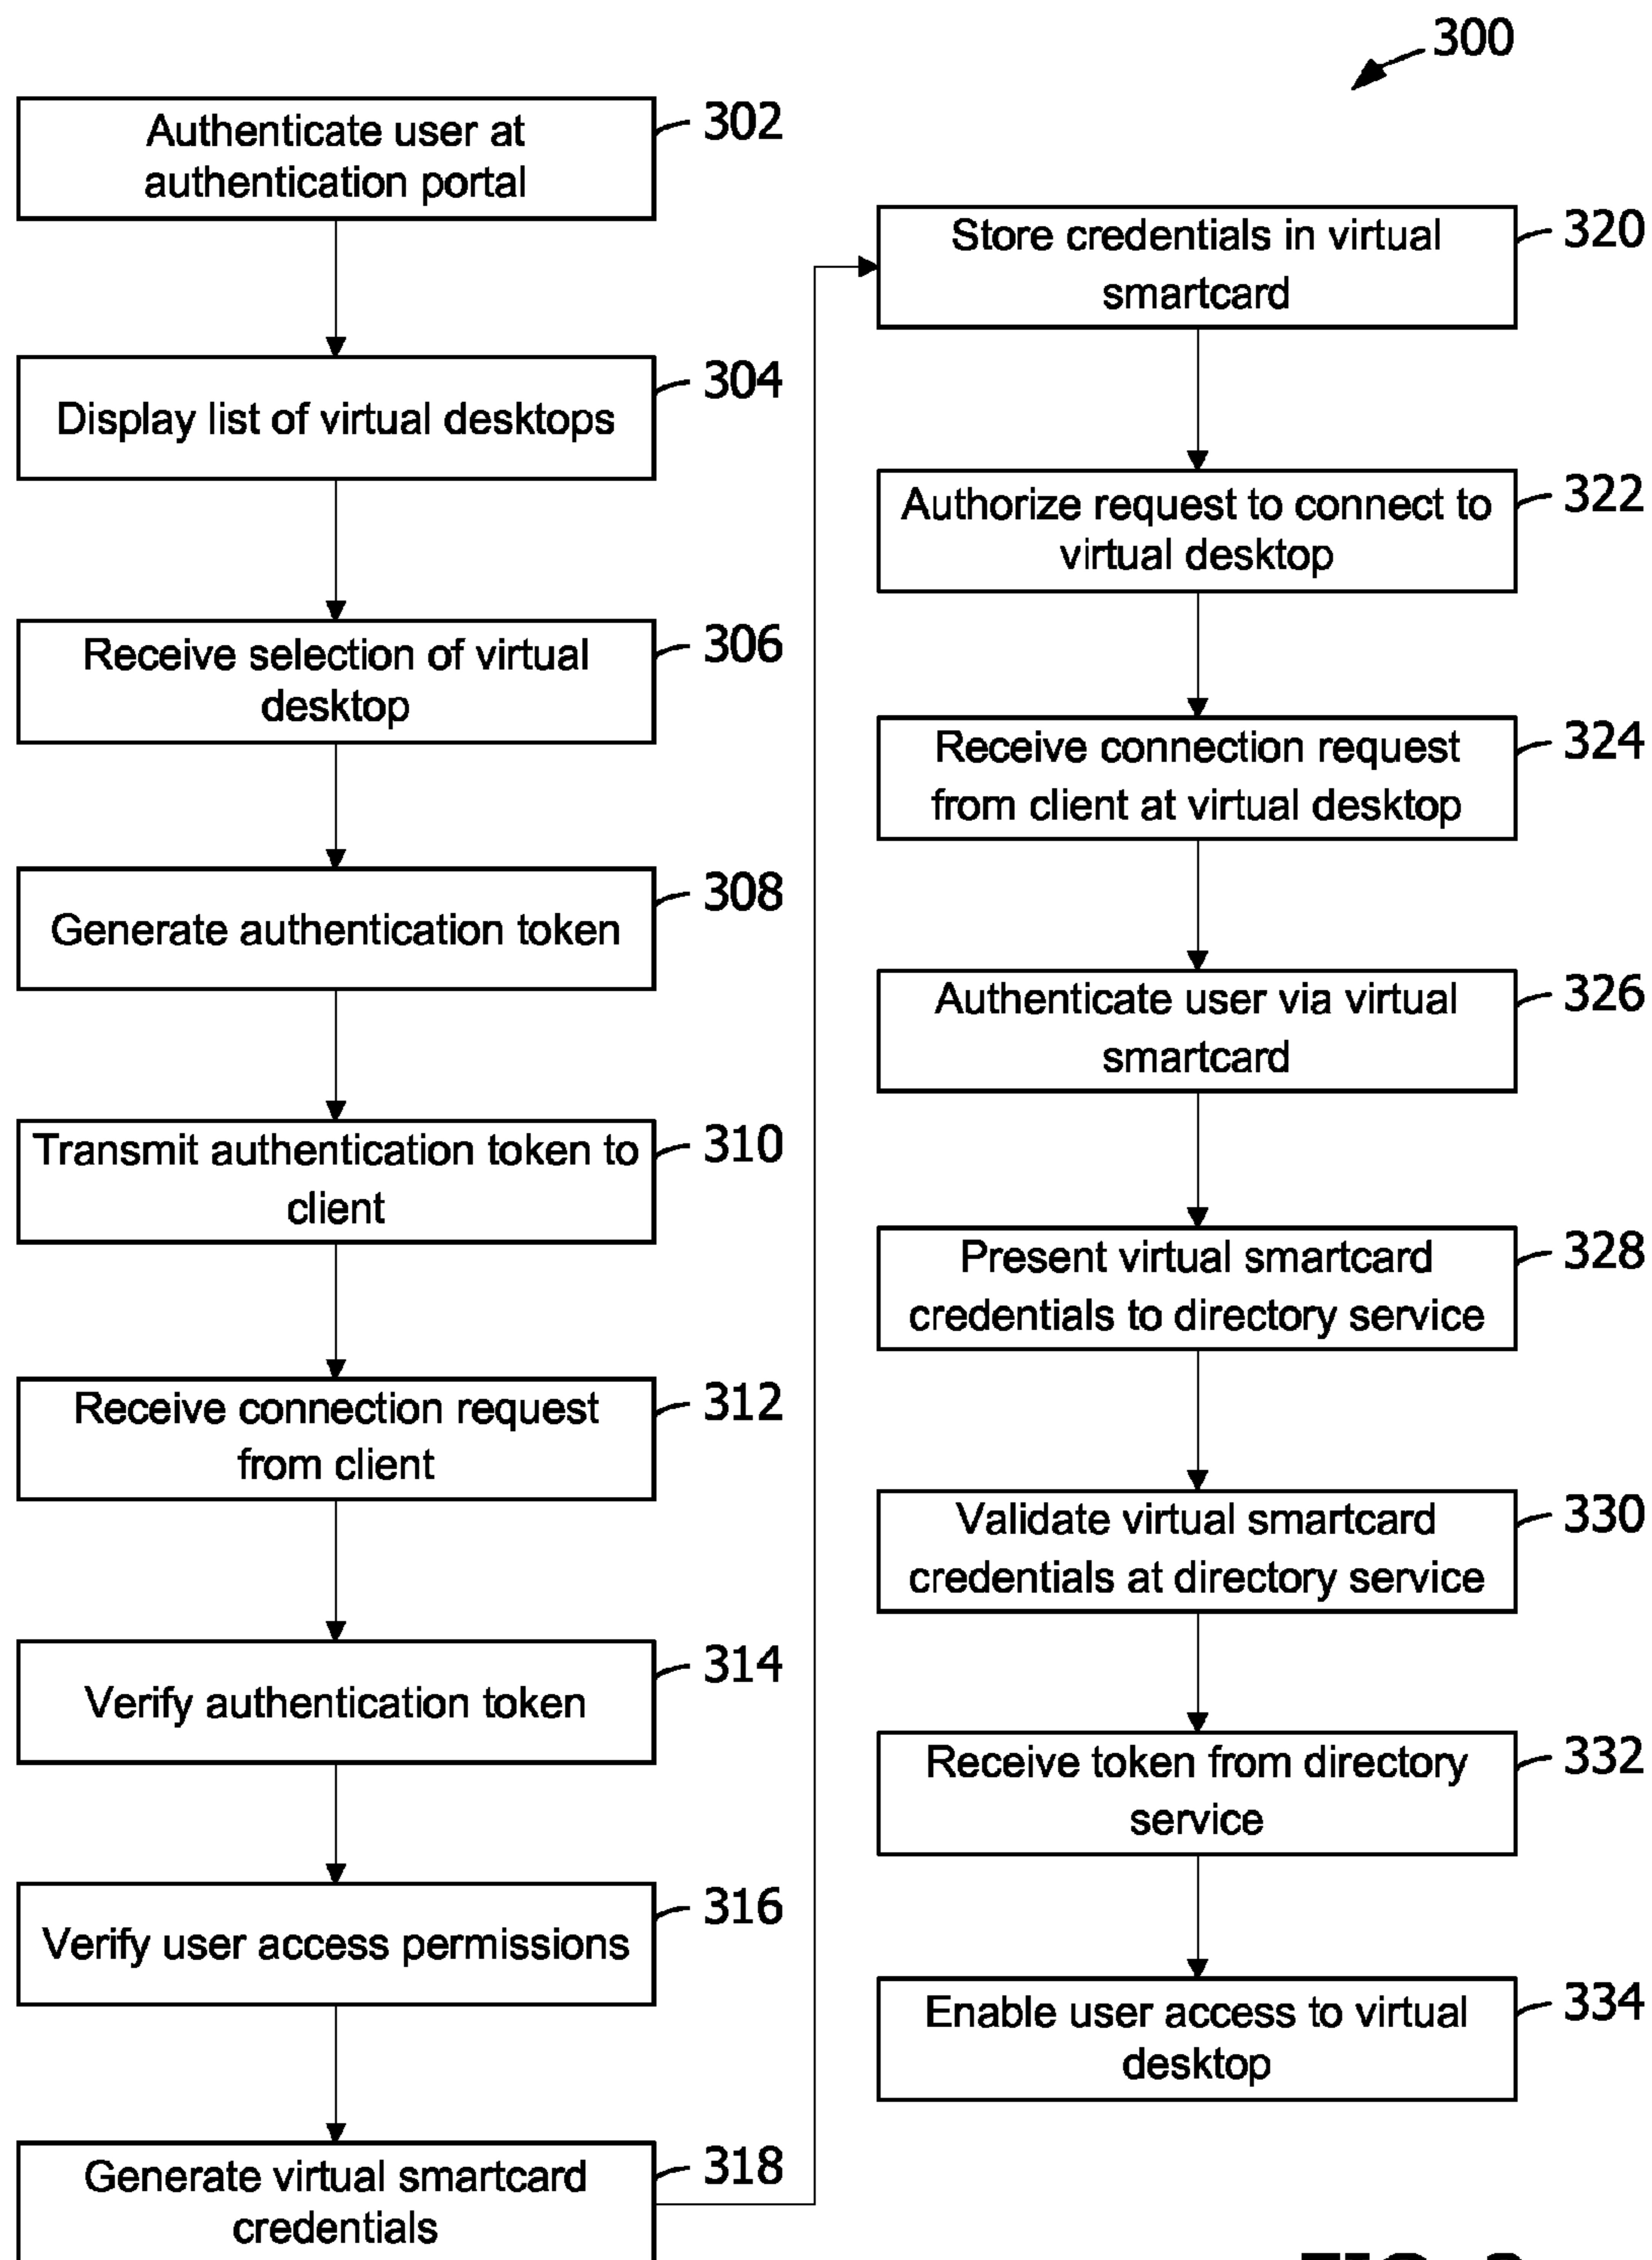 300
Authenticate user at
authentication portal
302
Display list of virtual desktops
304
Receive selection of virtual
desktop
306
Generate authentication token
308
Transmit authentication token to
client
310
Receive connection request
from client
312
Verify authentication token
314
Verify user access permissions
316
Generate virtual smartcard
credentials
318
Store credentials in virtual
smartcard
320
Authorize request to connect to
virtual desktop
322
Receive connection request
from client at virtual desktop
324
Authenticate user via virtual
smartcard
326
Present virtual smartcard
credentials to directory service
328
Validate virtual smartcard
credentials at directory service
330
Receive token from directory
service
332
Enable user access to virtual
desktop
334